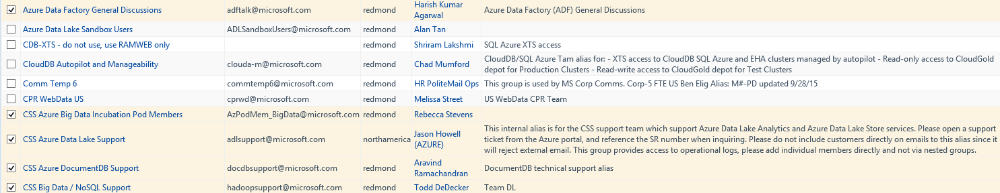 Azure Data Factory General Discussions adftalk@microsoft.com redmond Harish Kumar Agarwal Azure Data Factory (ADF) General Discussions
Azure Data Lake Sandbox Users ADLSandboxUsers@microsoft.com redmond Alan Tan
CDB-XTS - do not use, use RAMWEB only redmond Shriram Lakshmi SQL Azure XTS access
CloudDB Autopilot and Manageability clouda-m@microsoft.com redmond Chad Mumford CloudDB/SQL Azure Tam alias for: - XTS access to CloudDB SQL Azure and EHA clusters managed by autopilot - Read-only access to CloudGold
depot for Production Clusters - Read-write access to CloudGold depot for Test Clusters
Comm Temp 6 commtemp6@microsoft.com redmond HR PoliteMail Ops This group is used by MS Corp Comms. Corp-5 FTE US Ben Elig Alias: M#-PD updated 9/28/15
CPR WebData US cprwd@microsoft.com redmond Melissa Street US WebData CPR Team
CSS Azure Big Data Incubation Pod Members AzPodMem_BigData@microsoft.com redmond Rebecca Stevens
CSS Azure Data Lake Support adlsupport@microsoft.com northamerica Jason Howell (AZURE) This internal alias is for the CSS support team which support Azure Data Lake Analytics and Azure Data Lake Store services. Please open a support
ticket from the Azure portal, and reference the SR number when inquiring. Please do not include customers directly on emails to this alias since it
will reject external email. This group provides access to operational logs, please add individual members directly and not via nested groups.
CSS Azure DocumentDB Support docdbsupport@microsoft.com redmond Aravind Ramachandran DocumentDB technical support alias
CSS Big Data / NoSQL Support hadoopsupport@microsoft.com redmond Todd DeDecker Team DL